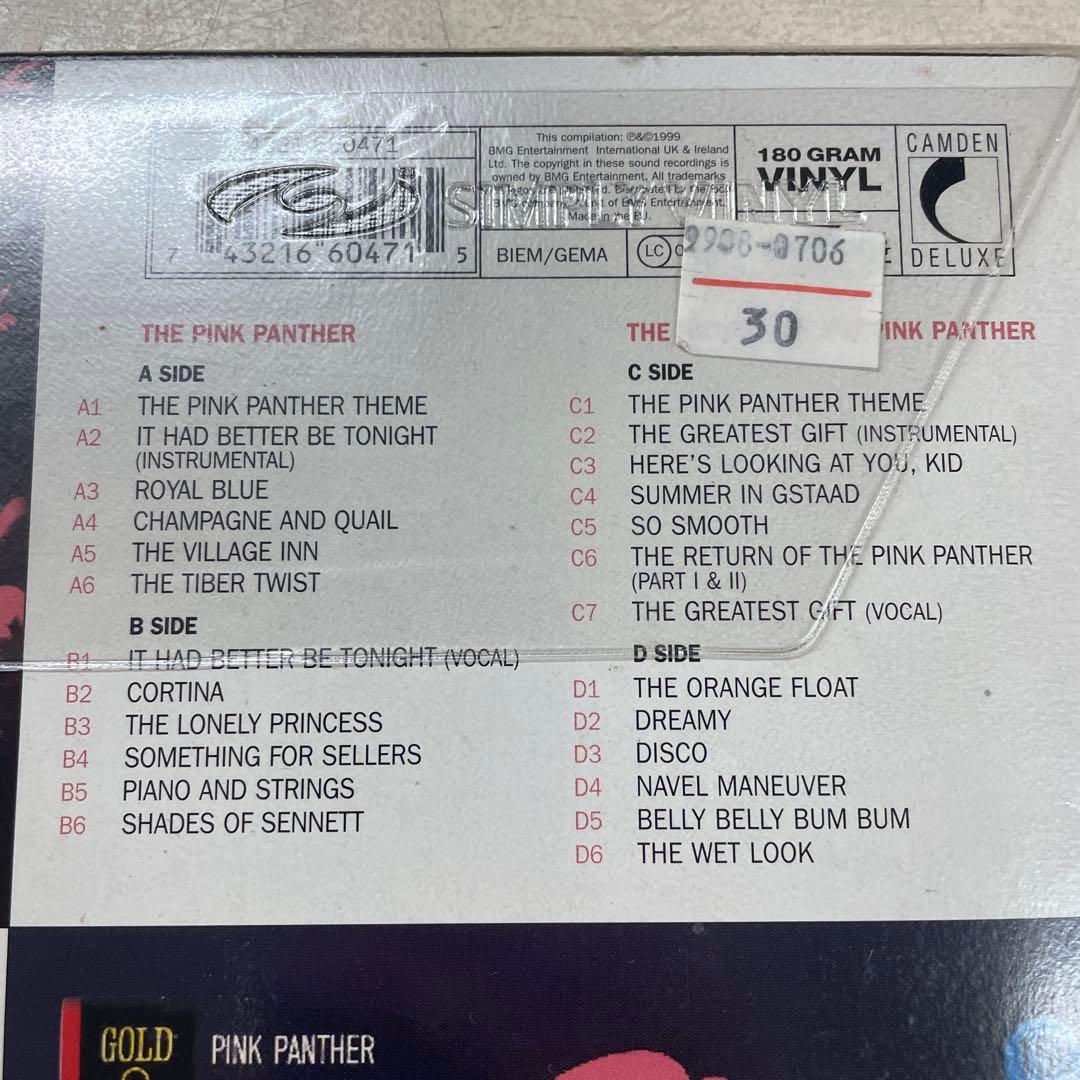 0471
7 43216 60471 5
This compilation: ℗&©1999
BMG Entertainment International UK & Ireland
Ltd. The copyright in these sound recordings is
owned by BMG Entertainment. All trademarks
Made in the EU.
BIEM/GEMA
LC
180 GRAM
VINYL
SIMPLY VINYL
CAMDEN
DELUXE
9908-0706
30
THE PINK PANTHER
A SIDE
A1 THE PINK PANTHER THEME
A2 IT HAD BETTER BE TONIGHT
(INSTRUMENTAL)
A3 ROYAL BLUE
A4 CHAMPAGNE AND QUAIL
A5 THE VILLAGE INN
A6 THE TIBER TWIST
B SIDE
B1 IT HAD BETTER BE TONIGHT (VOCAL)
B2 CORTINA
B3 THE LONELY PRINCESS
B4 SOMETHING FOR SELLERS
B5 PIANO AND STRINGS
B6 SHADES OF SENNETT
THE PINK PANTHER
C SIDE
C1 THE PINK PANTHER THEME
C2 THE GREATEST GIFT (INSTRUMENTAL)
C3 HERE'S LOOKING AT YOU, KID
C4 SUMMER IN GSTAAD
C5 SO SMOOTH
C6 THE RETURN OF THE PINK PANTHER
(PART I & II)
C7 THE GREATEST GIFT (VOCAL)
D SIDE
D1 THE ORANGE FLOAT
D2 DREAMY
D3 DISCO
D4 NAVEL MANEUVER
D5 BELLY BELLY BUM BUM
D6 THE WET LOOK
GOLD
PINK PANTHER